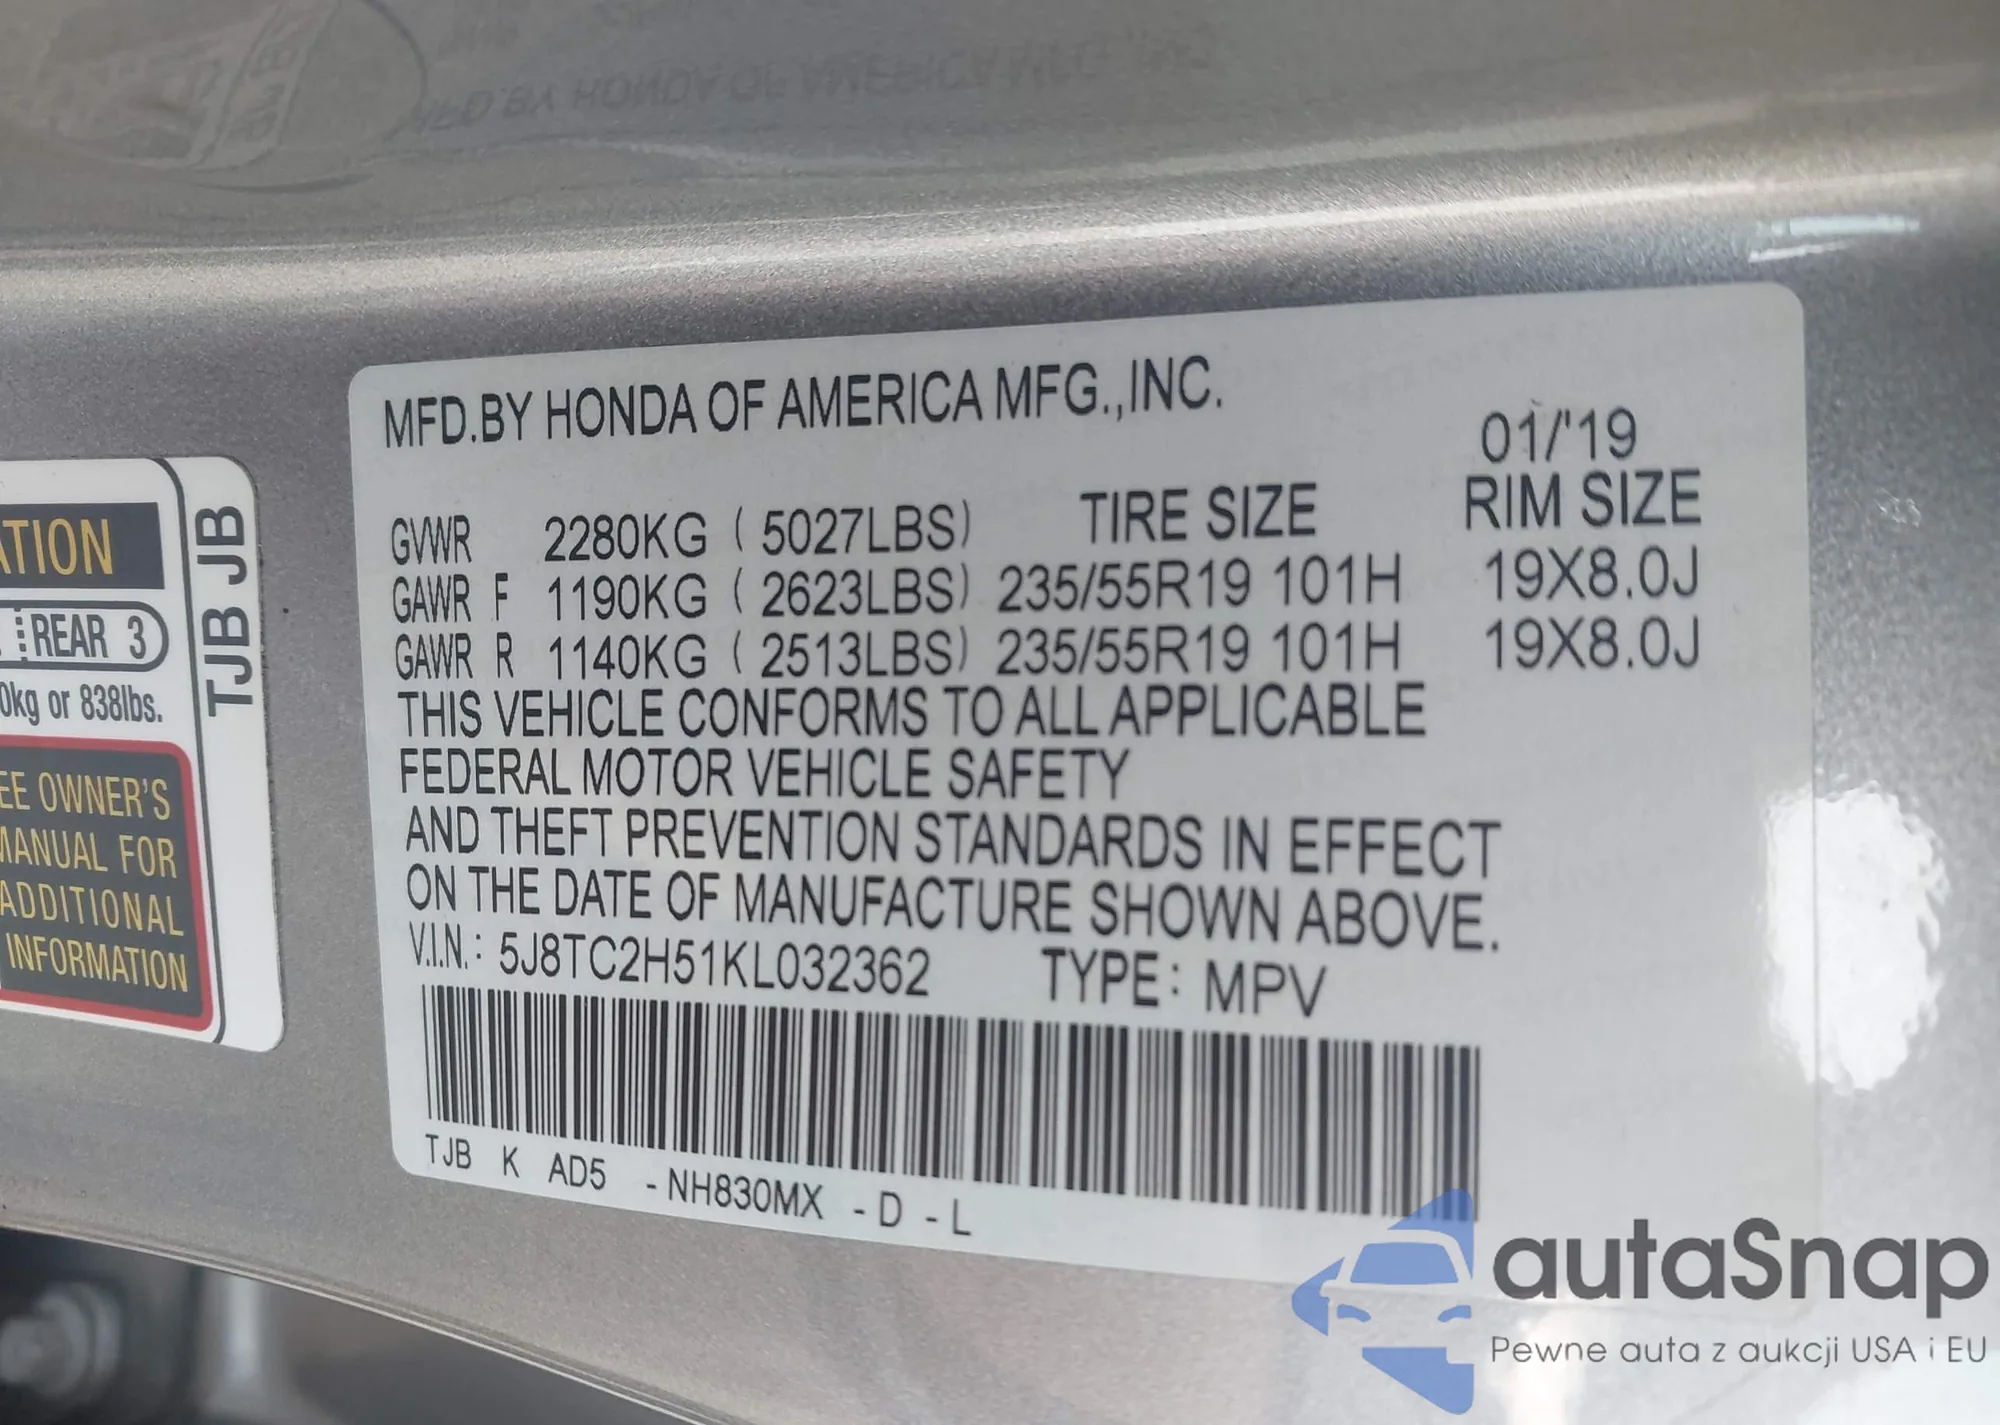 MFD.BY HONDA OF AMERICA MFG.,INC.
01/'19
GVWR 2280KG ( 5027LBS) TIRE SIZE RIM SIZE
GAWR F 1190KG ( 2623LBS) 235/55R19 101H 19X8.0J
GAWR R 1140KG ( 2513LBS) 235/55R19 101H 19X8.0J
THIS VEHICLE CONFORMS TO ALL APPLICABLE
FEDERAL MOTOR VEHICLE SAFETY
AND THEFT PREVENTION STANDARDS IN EFFECT
ON THE DATE OF MANUFACTURE SHOWN ABOVE.
V.I.N.: 5J8TC2H51KL032362 TYPE: MPV
TJB K AD5 -NH830MX -D -L
ATION
REAR 3
0kg or 838lbs.
EE OWNER'S
MANUAL FOR
ADDITIONAL
INFORMATION
TJB JB
autaSnap
Pewne auta z aukcji USA i EU